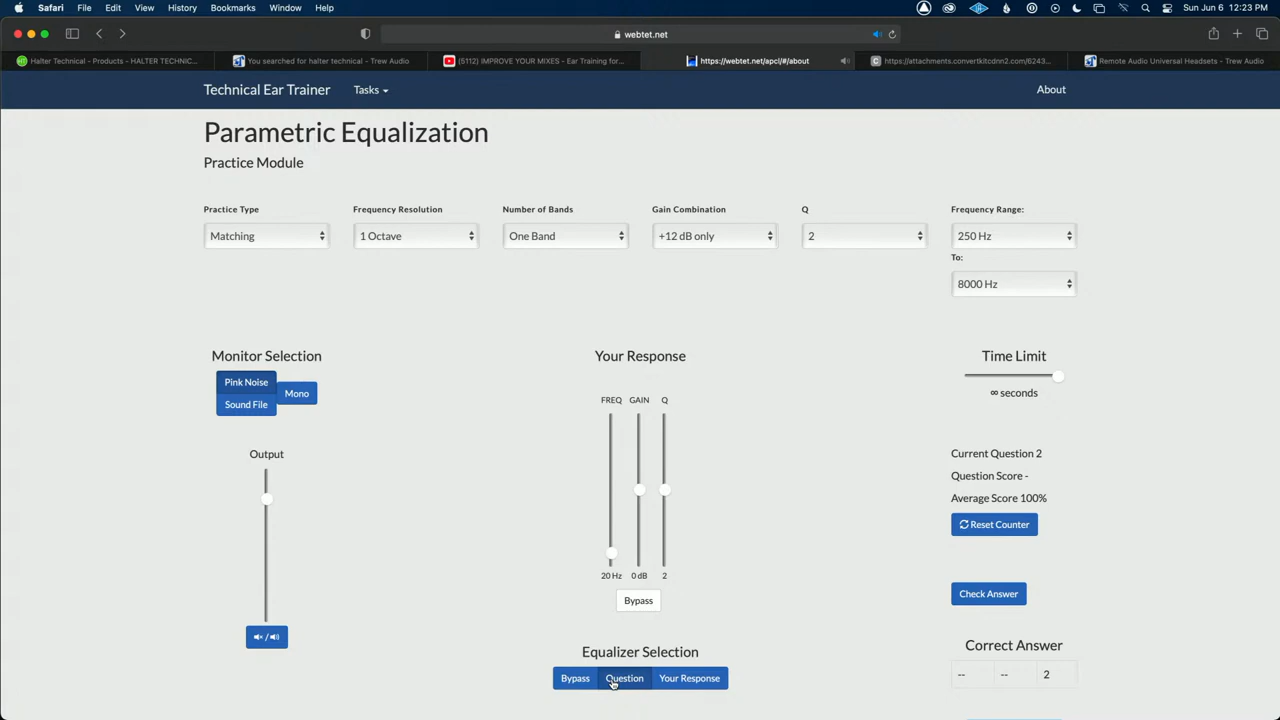 Safari File Edit View History Bookmarks Window Help Sun Jun 6 12:23 PM
webtet.net
Halter Technical - Products - HALTER TECHNIC... You searched for halter technical - Trew Audio (5112) IMPROVE YOUR MIXES - Ear Training for... https://webtet.net/apcl/#/about https://attachments.convertkitcdnn2.com/6243... Remote Audio Universal Headsets - Trew Audio
Technical Ear Trainer Tasks About
Parametric Equalization
Practice Module
Practice Type Frequency Resolution Number of Bands Gain Combination Q Frequency Range:
Matching 1 Octave One Band +12 dB only 2 250 Hz
To:
8000 Hz
Monitor Selection Your Response Time Limit
Pink Noise
Mono
Sound File
∞ seconds
FREQ GAIN Q
Output
Current Question 2
Question Score -
Average Score 100%
Reset Counter
20 Hz 0 dB 2
Check Answer
Bypass
/
Equalizer Selection
Correct Answer
Bypass Question Your Response
-- -- 2